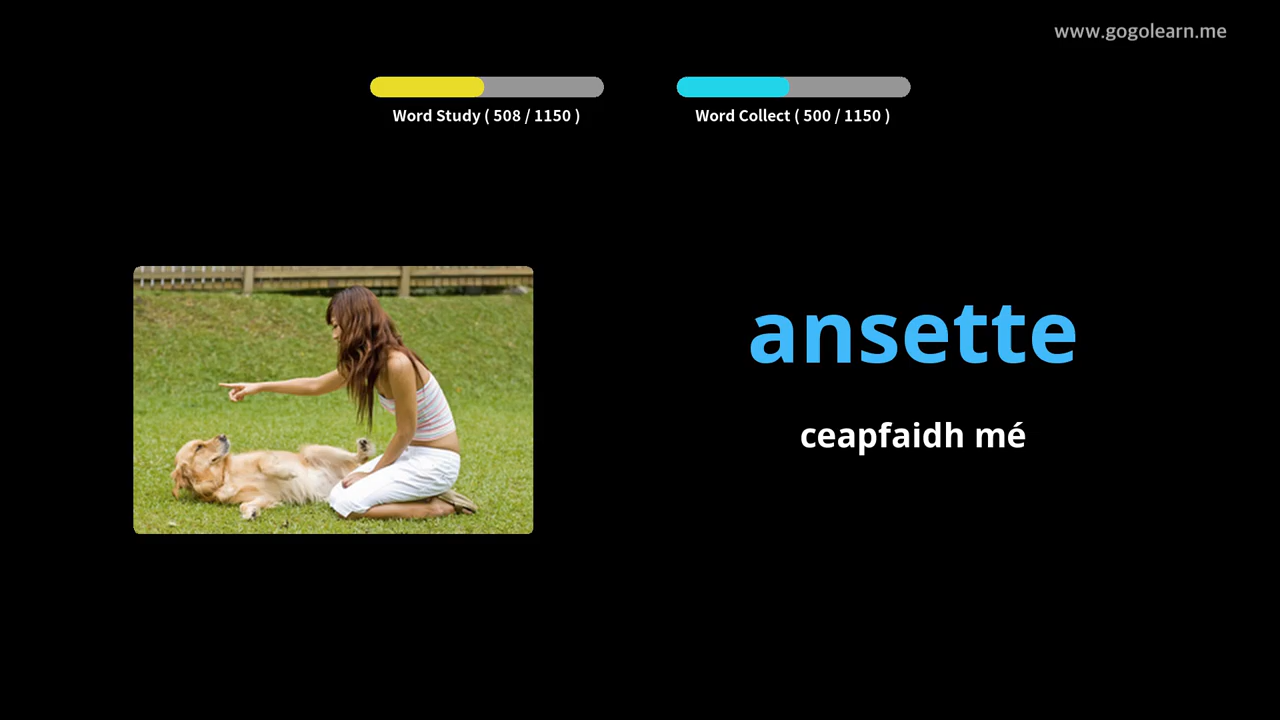 www.gogolearn.me
Word Study ( 508 / 1150 )
Word Collect ( 500 / 1150 )
ansette
ceapfaidh mé